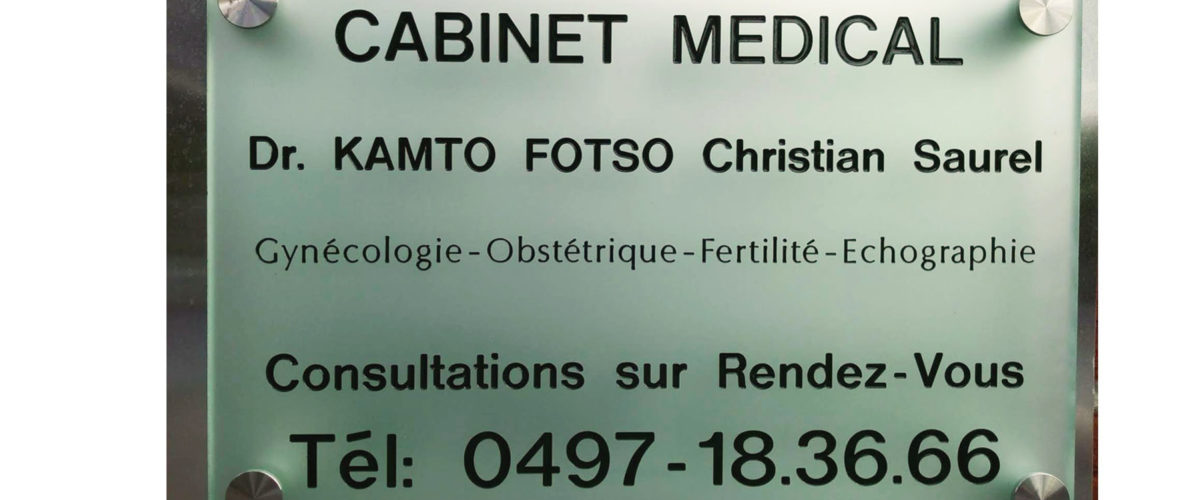 CABINET MEDICAL
Dr. KAMTO FOTSO Christian Saurel
Gynécologie-Obstétrique-Fertilité-Echographie
Consultations sur Rendez-Vous
Tél: 0497-18.36.66